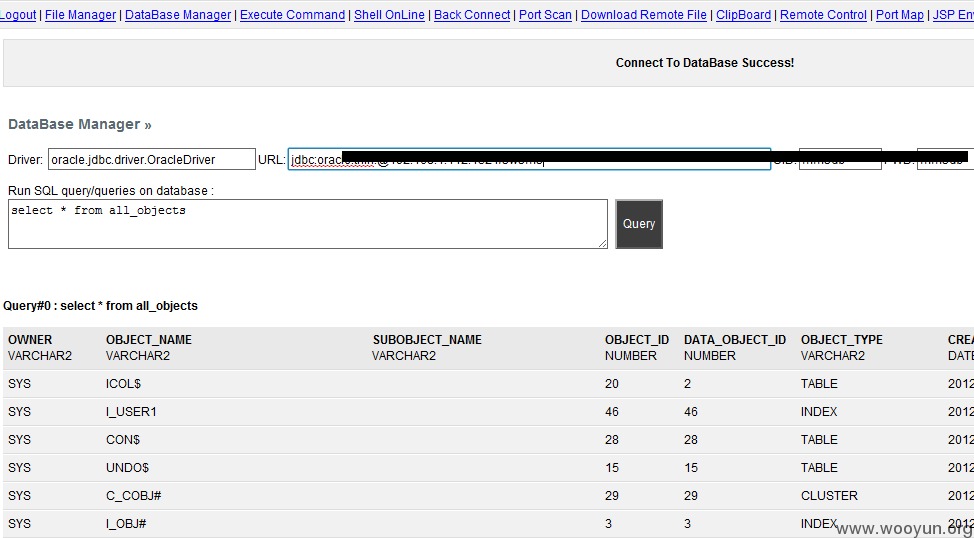 Logout | File Manager | DataBase Manager | Execute Command | Shell OnLine | Back Connect | Port Scan | Download Remote File | ClipBoard | Remote Control | Port Map | JSP En
Connect To DataBase Success!
DataBase Manager »
Driver: oracle.jdbc.driver.OracleDriver URL: jdbc:oracle
Run SQL query/queries on database :
select * from all_objects
Query
Query#0 : select * from all_objects
OWNER OBJECT_NAME SUBOBJECT_NAME OBJECT_ID DATA_OBJECT_ID OBJECT_TYPE CREA
VARCHAR2 VARCHAR2 VARCHAR2 NUMBER NUMBER VARCHAR2 DATE
SYS ICOL$ 20 2 TABLE 2012
SYS I_USER1 46 46 INDEX 2012
SYS CON$ 28 28 TABLE 2012
SYS UNDO$ 15 15 TABLE 2012
SYS C_COBJ# 29 29 CLUSTER 2012
SYS I_OBJ# 3 3 INDEX 2012
www.wooyun.org